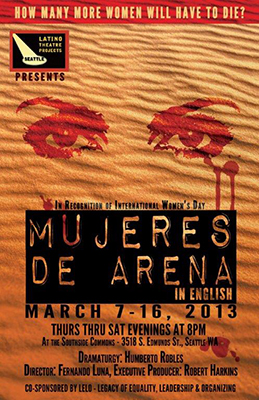 HOW MANY MORE WOMEN WILL HAVE TO DIE?
LATINO
THEATRE
PROJECTS
SEATTLE
PRESENTS
IN RECOGNITION OF INTERNATIONAL WOMEN'S DAY
MUJERES
DE ARENA
IN ENGLISH
MARCH 7-16, 2013
THURS THRU SAT EVENINGS AT 8PM
AT THE SOUTHSIDE COMMONS - 3518 S. EDMUNDS ST., SEATTLE WA
DRAMATURGY: HUMBERTO ROBLES
DIRECTOR: FERNANDO LUNA, EXECUTIVE PRODUCER: ROBERT HARKINS
CO-SPONSORED BY LELO - LEGACY OF EQUALITY, LEADERSHIP & ORGANIZING